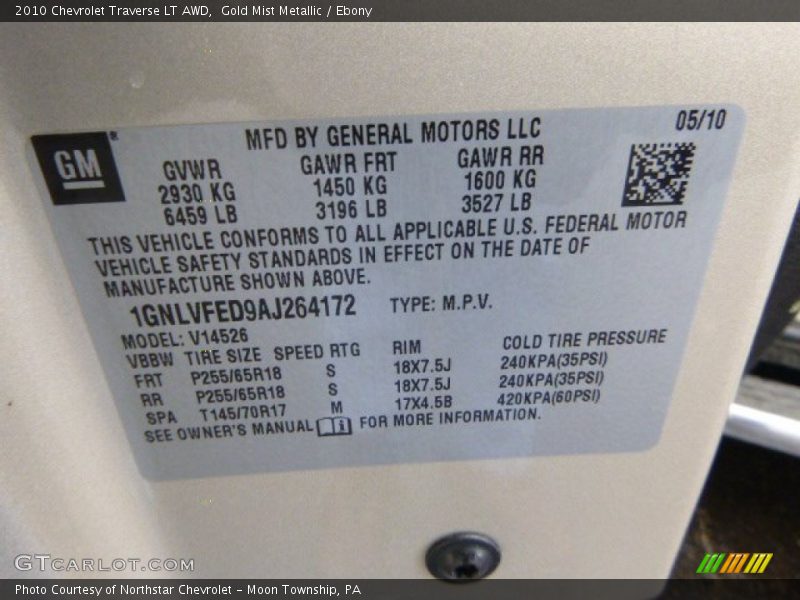 2010 Chevrolet Traverse LT AWD,  Gold Mist Metallic / Ebony
05/10
GM®
MFD BY GENERAL MOTORS LLC
GVWR GAWR FRT GAWR RR
2930 KG 1450 KG 1600 KG
6459 LB 3196 LB 3527 LB
THIS VEHICLE CONFORMS TO ALL APPLICABLE U.S. FEDERAL MOTOR
VEHICLE SAFETY STANDARDS IN EFFECT ON THE DATE OF
MANUFACTURE SHOWN ABOVE.
1GNLVFED9AJ264172 TYPE: M.P.V.
MODEL: V14526
VBBW TIRE SIZE SPEED RTG RIM COLD TIRE PRESSURE
FRT P255/65R18 S 18X7.5J 240KPA(35PSI)
RR P255/65R18 S 18X7.5J 240KPA(35PSI)
SPA T145/70R17 M 17X4.5B 420KPA(60PSI)
SEE OWNER'S MANUAL i FOR MORE INFORMATION.
GTCARLOT.COM
Photo Courtesy of Northstar Chevrolet - Moon Township, PA